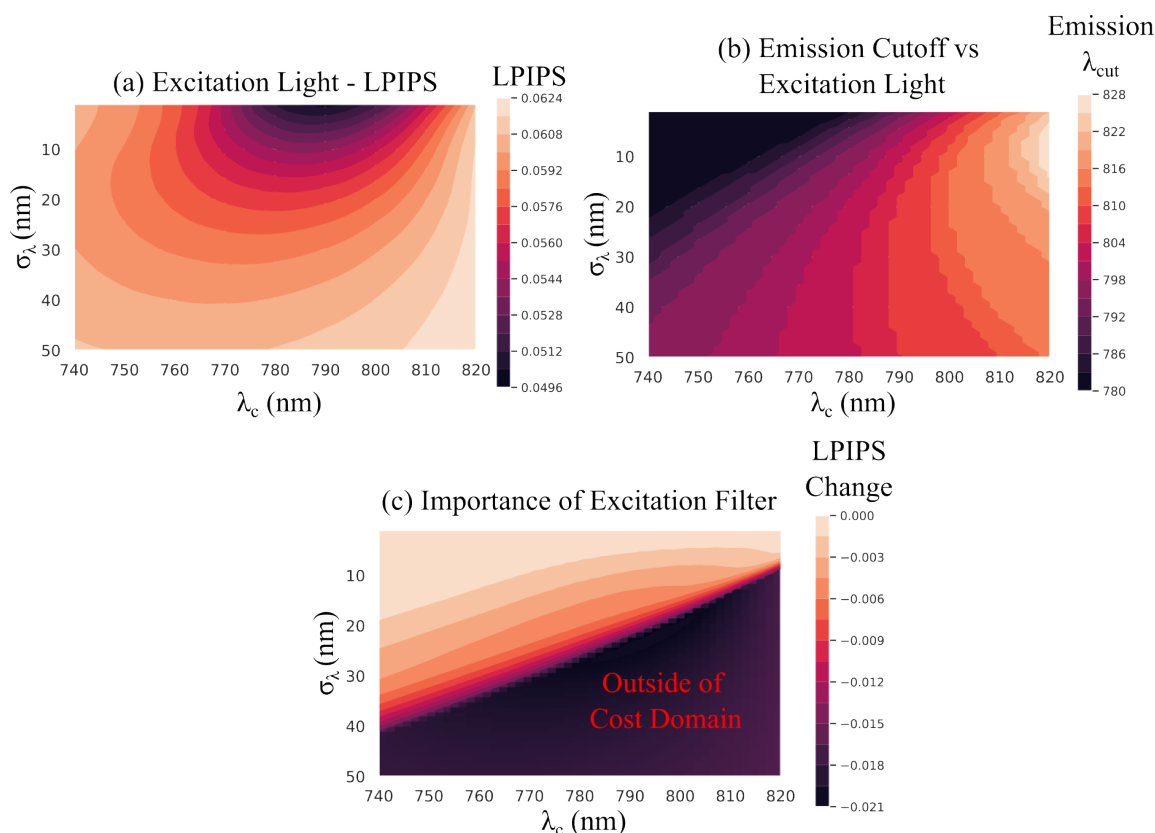 (a) Excitation Light - LPIPS
LPIPS
10
20
30
40
50
σλ (nm)
740 750 760 770 780 790 800 810 820
λc (nm)
0.0624
0.0608
0.0592
0.0576
0.0560
0.0544
0.0528
0.0512
0.0496
(b) Emission Cutoff vs
Excitation Light
Emission
λcut
10
20
30
40
50
σλ (nm)
740 750 760 770 780 790 800 810 820
λc (nm)
828
822
816
810
804
798
792
786
780
(c) Importance of Excitation Filter
LPIPS
Change
10
20
30
40
50
σλ (nm)
Outside of
Cost Domain
740 750 760 770 780 790 800 810 820
λc (nm)
0.000
−0.003
−0.006
−0.009
−0.012
−0.015
−0.018
−0.021